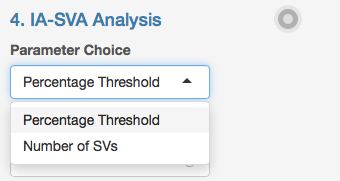 4. IA-SVA Analysis
Parameter Choice
Percentage Threshold
Percentage Threshold
Number of SVs